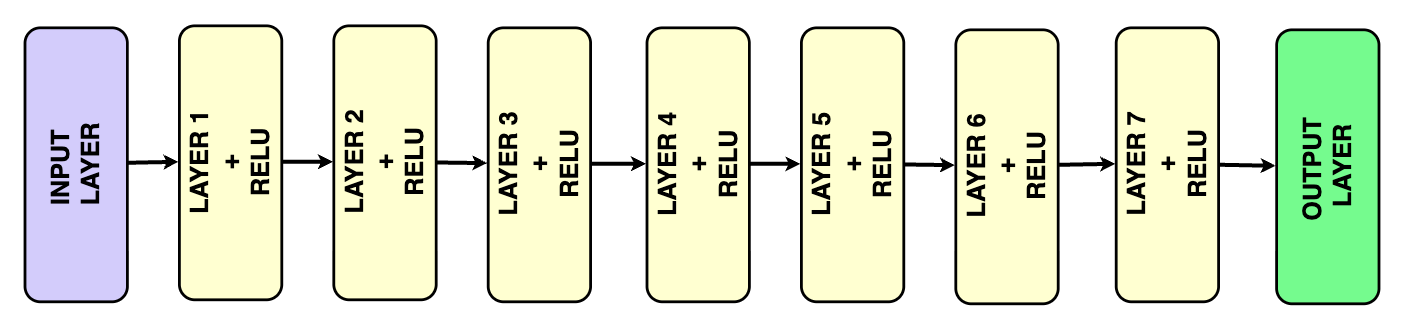 INPUT
LAYER
LAYER 1
+
RELU
LAYER 2
+
RELU
LAYER 3
+
RELU
LAYER 4
+
RELU
LAYER 5
+
RELU
LAYER 6
+
RELU
LAYER 7
+
RELU
OUTPUT
LAYER